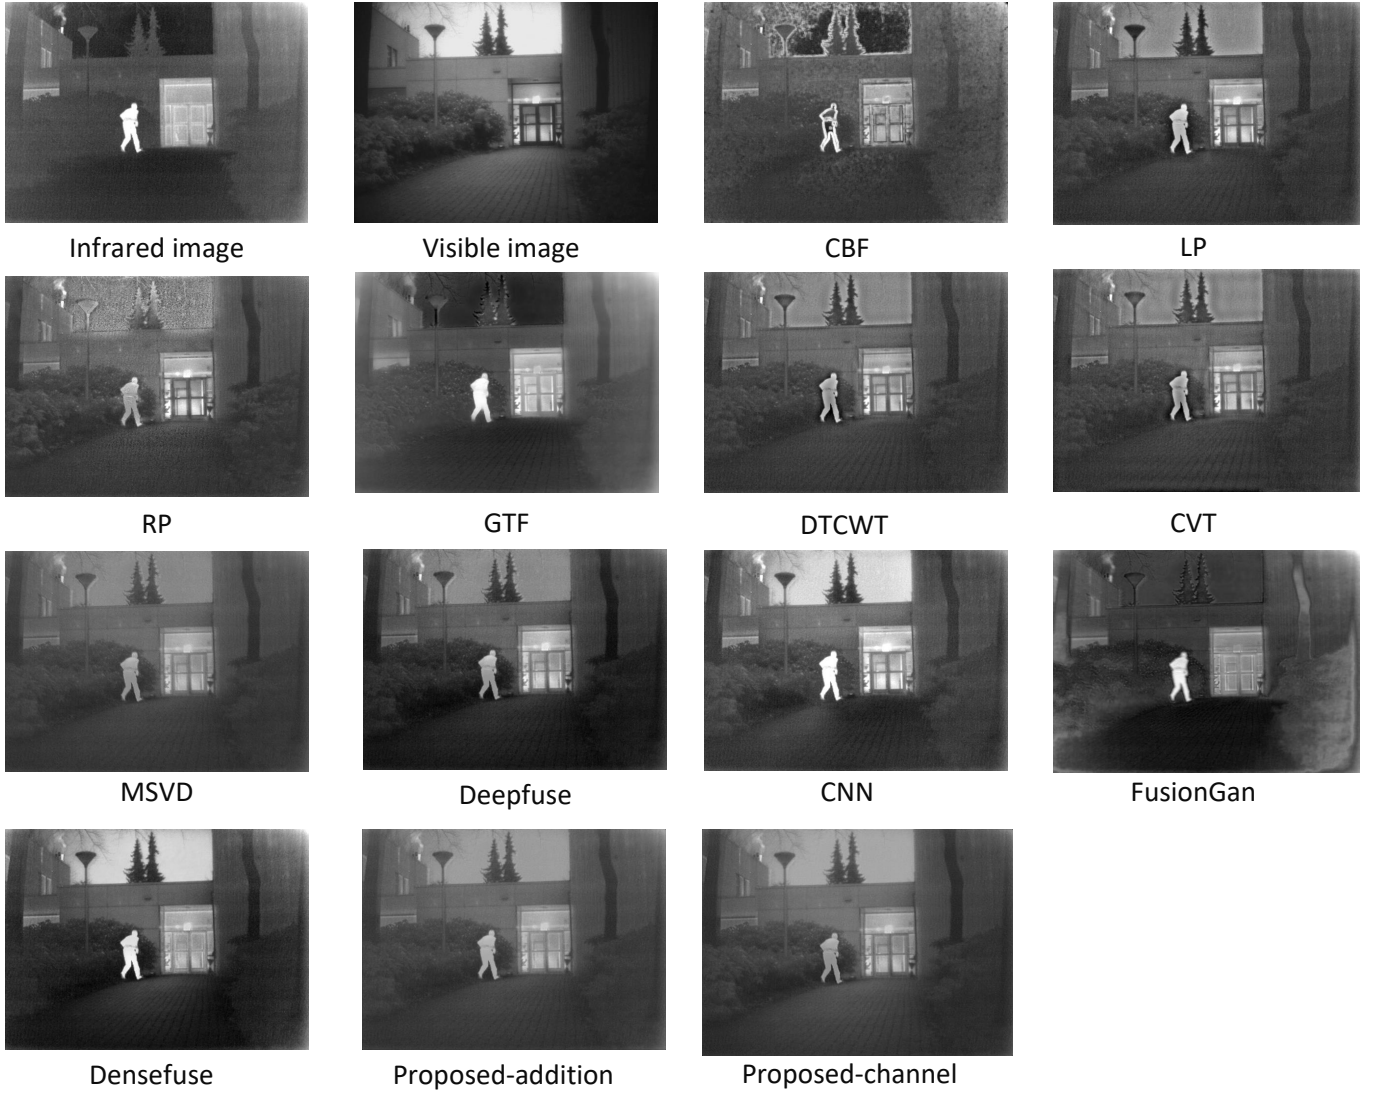 Infrared image
Visible image
CBF
LP
RP
GTF
DTCWT
CVT
MSVD
Deepfuse
CNN
FusionGan
Densefuse
Proposed-addition
Proposed-channel